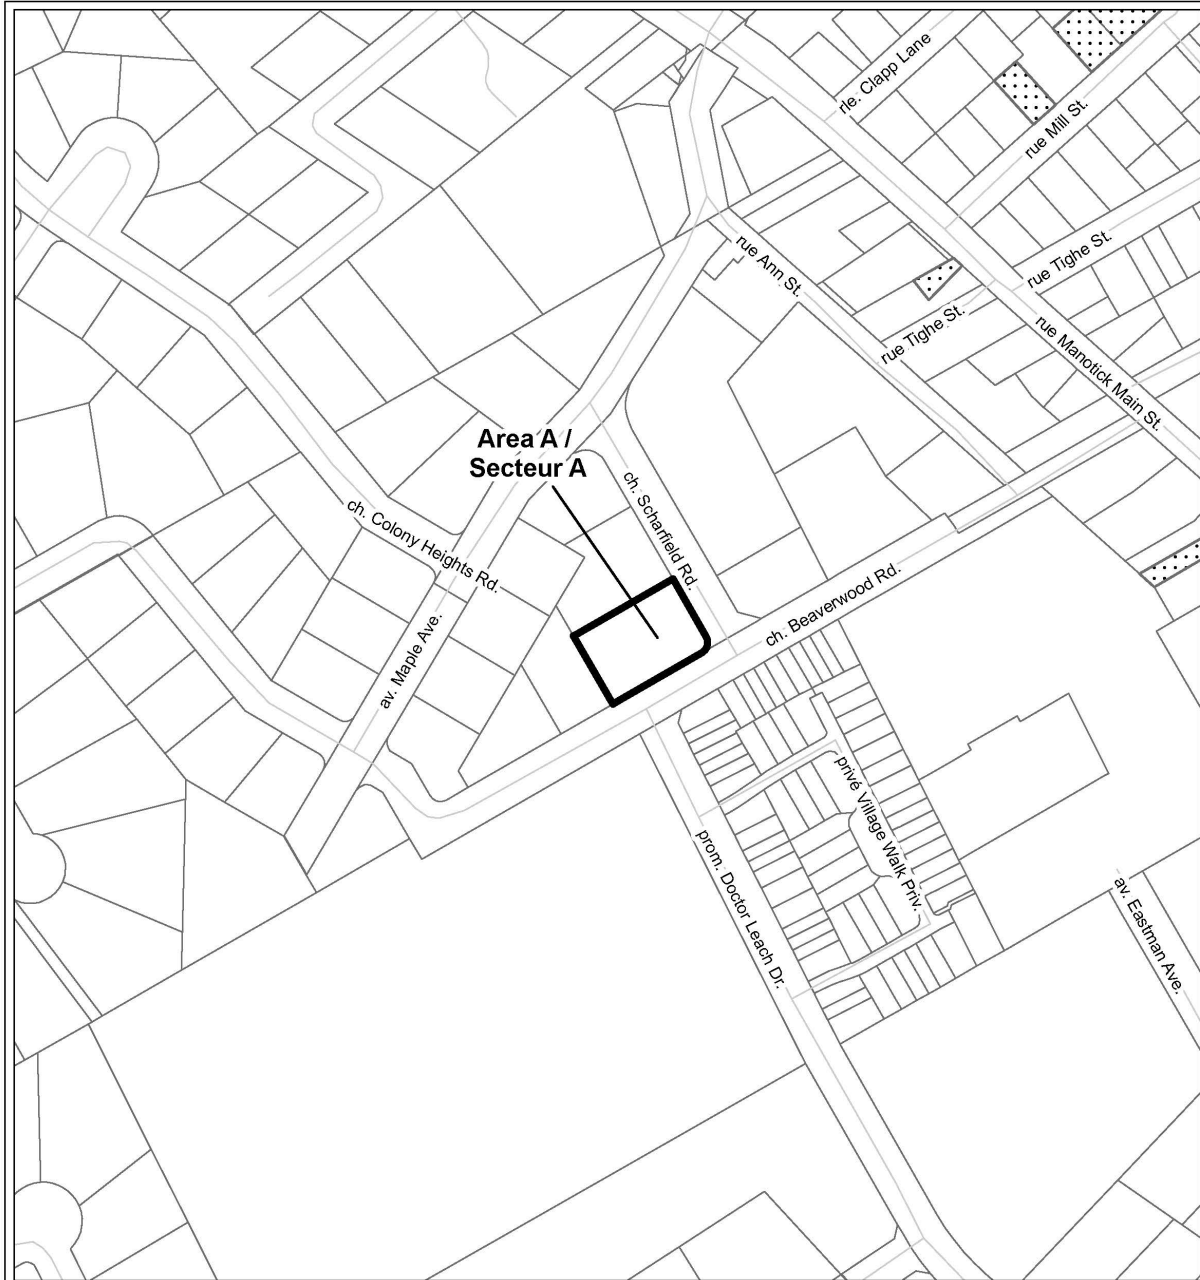 rle. Clapp Lane
rue Mill St.
rue Ann St.
rue Tighe St.
rue Tighe St.
rue Manotick Main St.
Area A /
Secteur A
ch. Scharfield Rd.
ch. Colony Heights Rd.
ch. Beaverwood Rd.
av. Maple Ave.
privé Village Walk Priv.
prom. Doctor Leach Dr.
av. Eastman Ave.